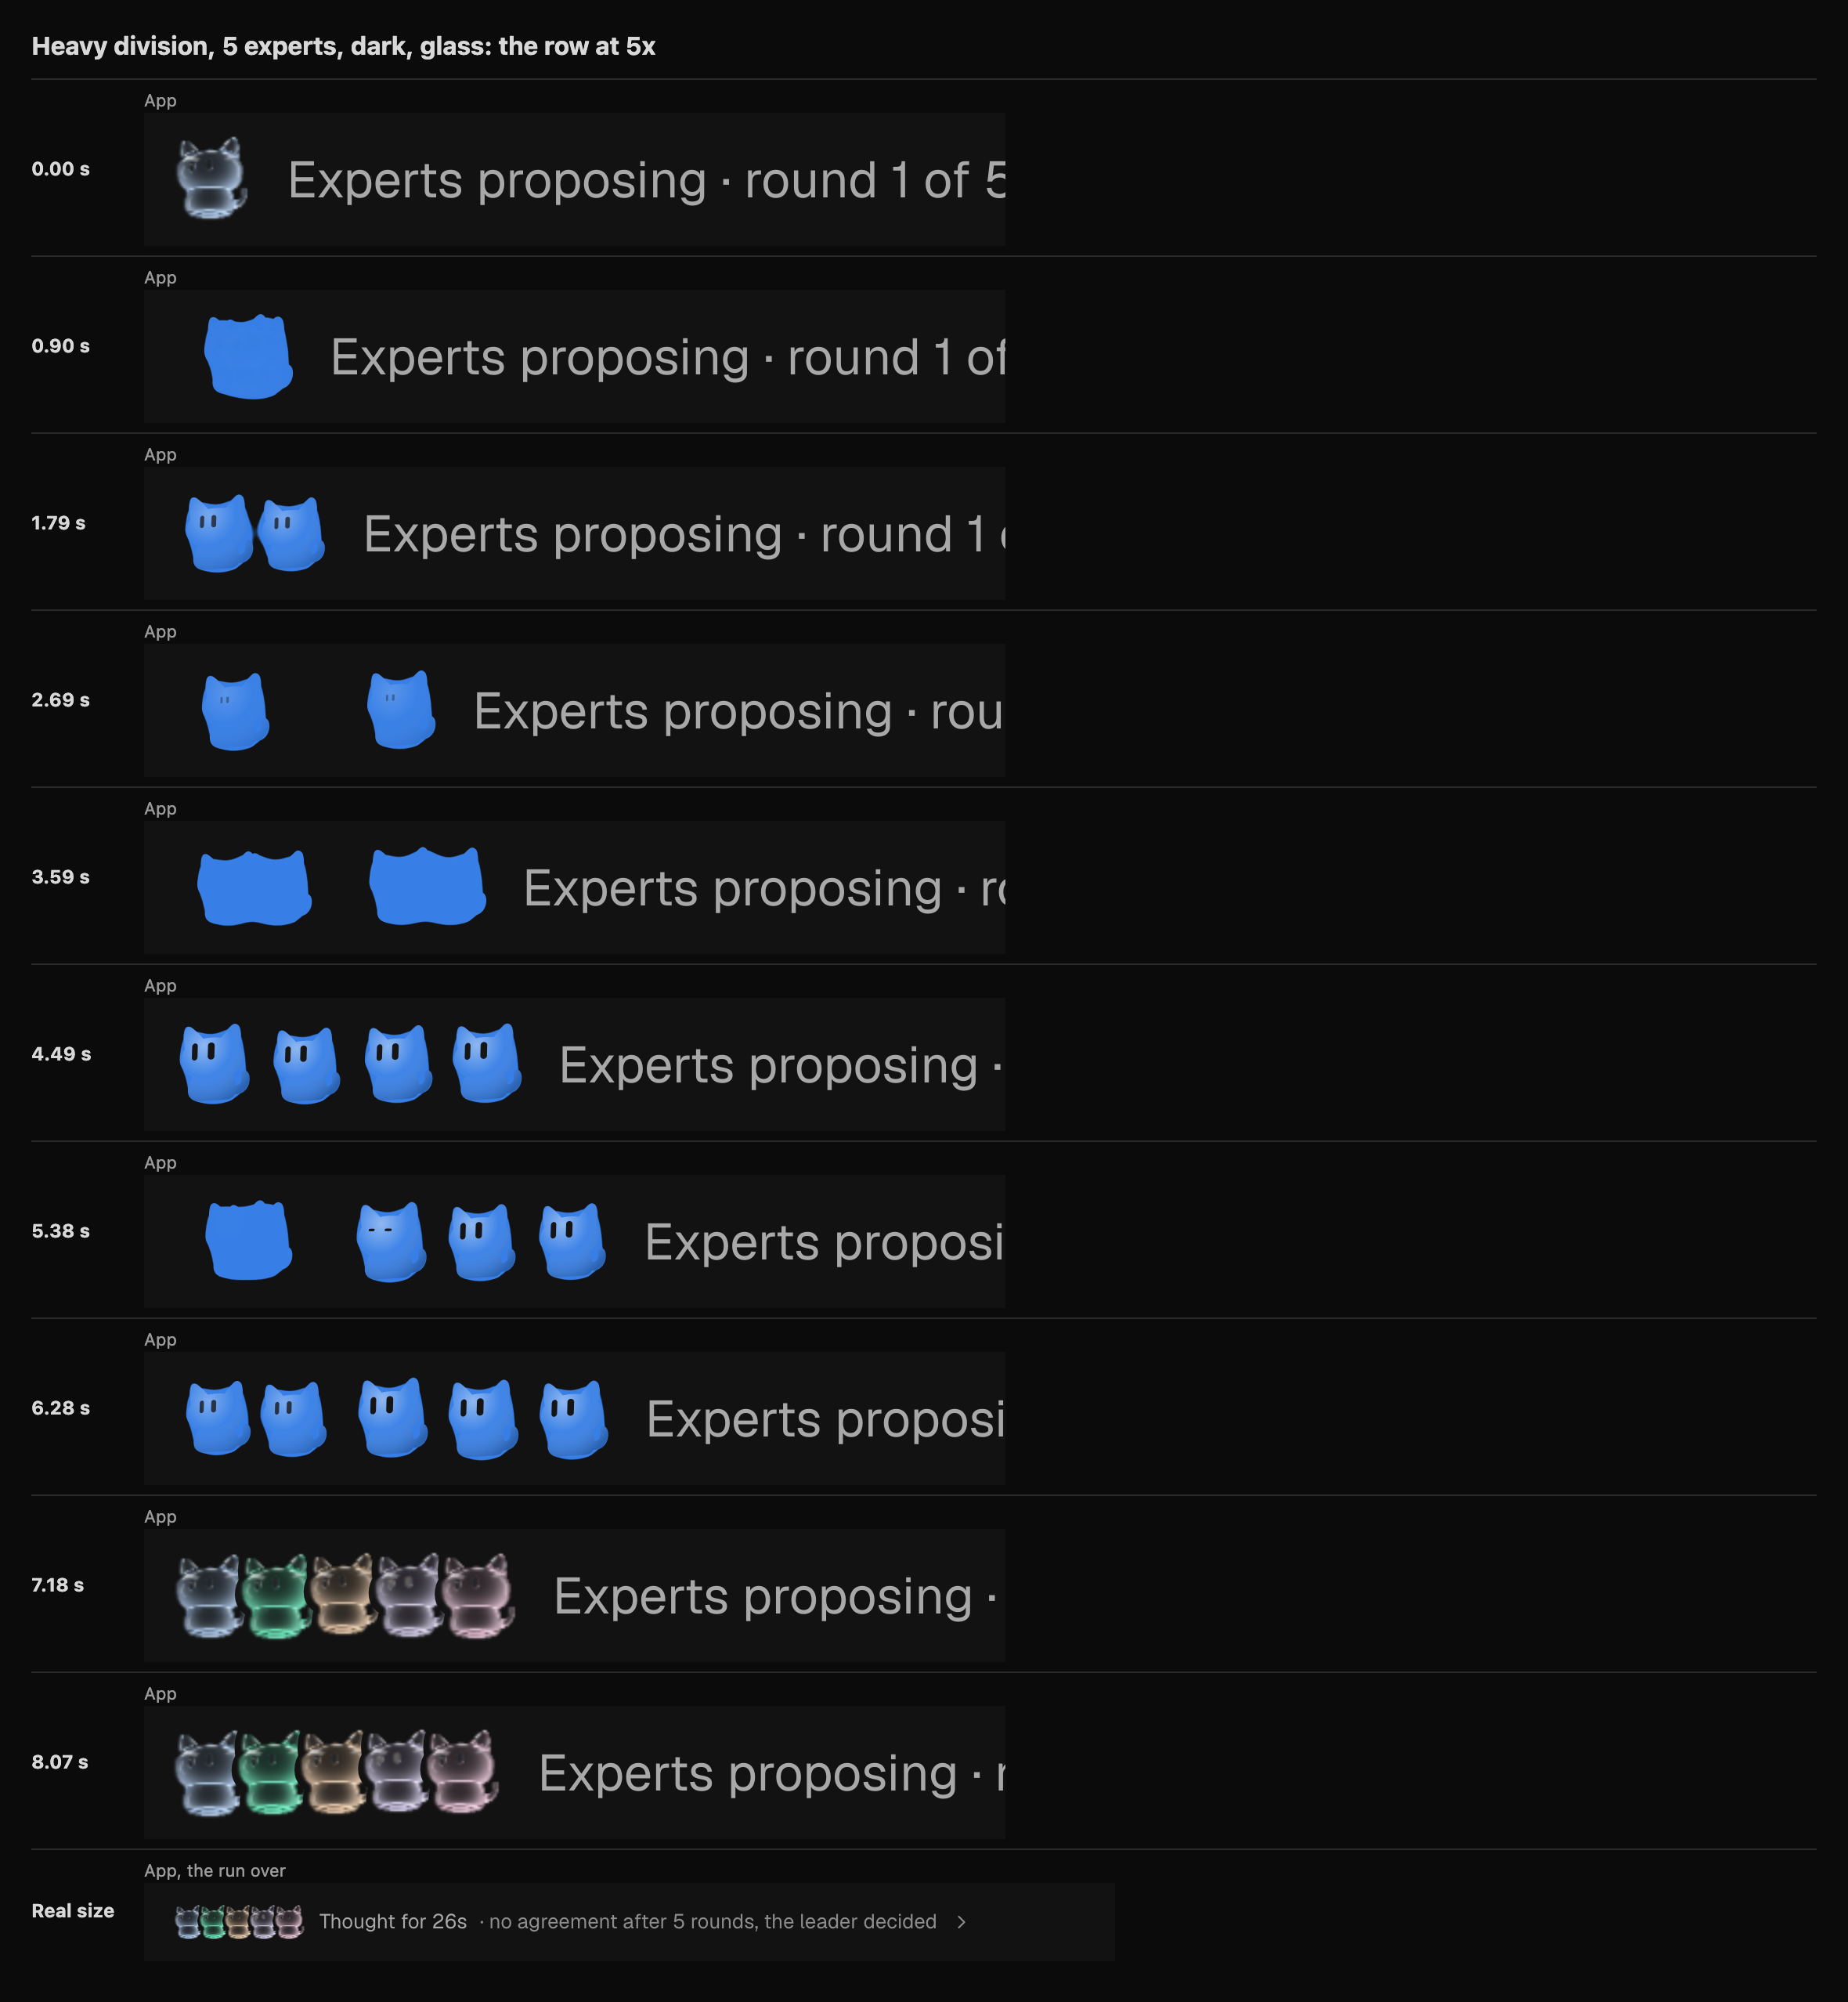 Heavy division, 5 experts, dark, glass: the row at 5x
App
0.00 s
Experts proposing · round 1 of 5
App
0.90 s
Experts proposing · round 1 of
App
1.79 s
Experts proposing · round 1
App
2.69 s
Experts proposing · rou
App
3.59 s
Experts proposing · ro
App
4.49 s
Experts proposing ·
App
5.38 s
Experts proposi
App
6.28 s
Experts proposi
App
7.18 s
Experts proposing ·
App
8.07 s
Experts proposing · r
App, the run over
Real size
Thought for 26s · no agreement after 5 rounds, the leader decided